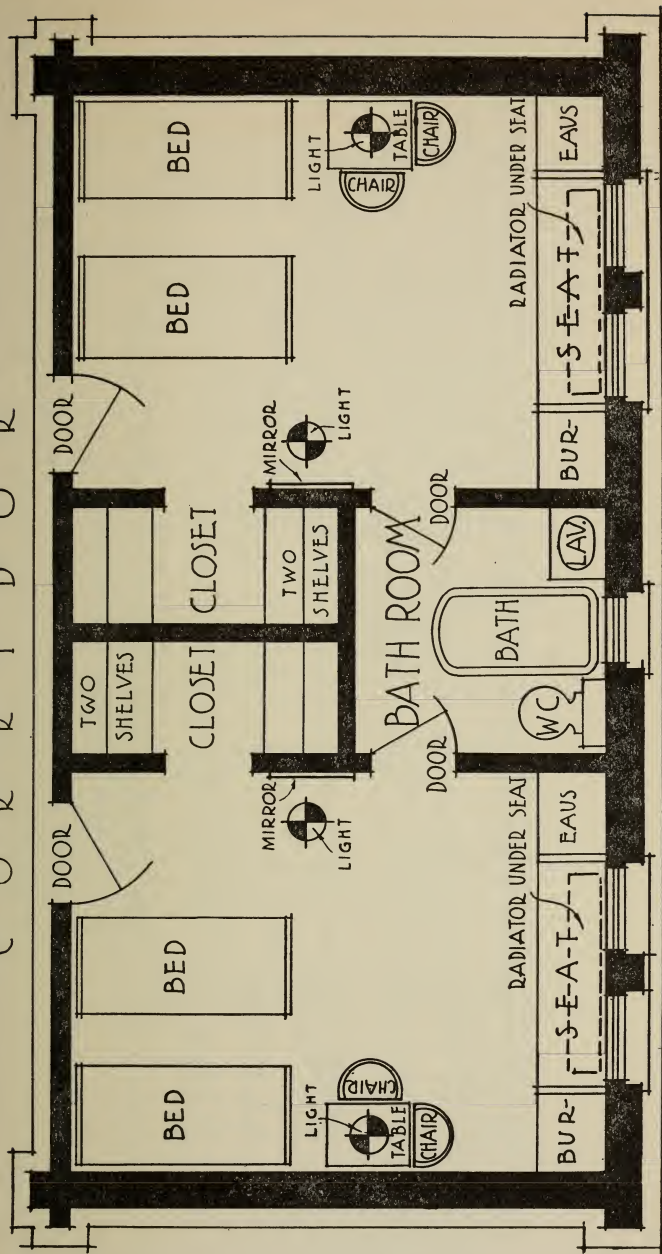 CORRIDOR
DOOR
DOOR
BED
BED
TWO
SHELVES
CLOSET
CLOSET
TWO
SHELVES
BED
BED
LIGHT
TABLE
CHAIR
CHAIR
MIRROR
LIGHT
MIRROR
LIGHT
LIGHT
TABLE
CHAIR
CHAIR
BATH ROOM
DOOR
DOOR
RADIATOR UNDER SEAT
BUR-
SEAT
EAUS
WC
BATH
LAV.
RADIATOR UNDER SEAT
BUR-
SEAT
EAUS